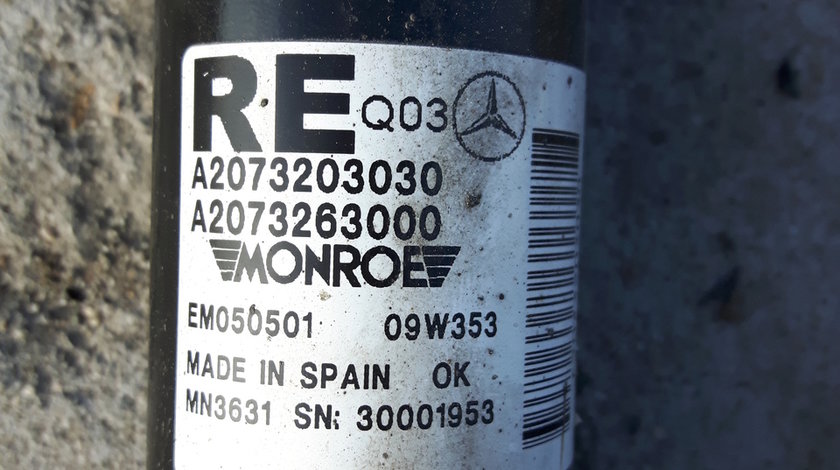 RE Q03
A2073203030
A2073263000
MONROE
EM050501 09W353
MADE IN SPAIN OK
MN3631 SN: 30001953